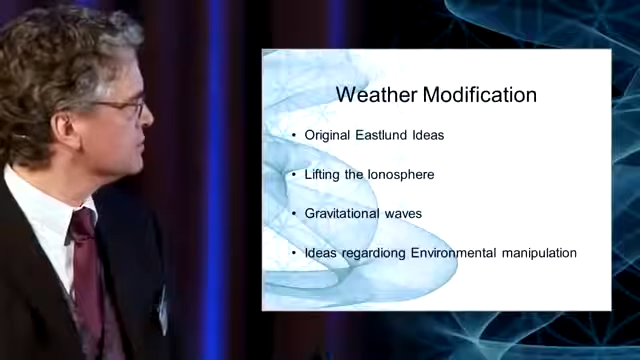 Weather Modification
• Original Eastlund Ideas
• Lifting the Ionosphere
• Gravitational waves
• Ideas regardiong Environmental manipulation